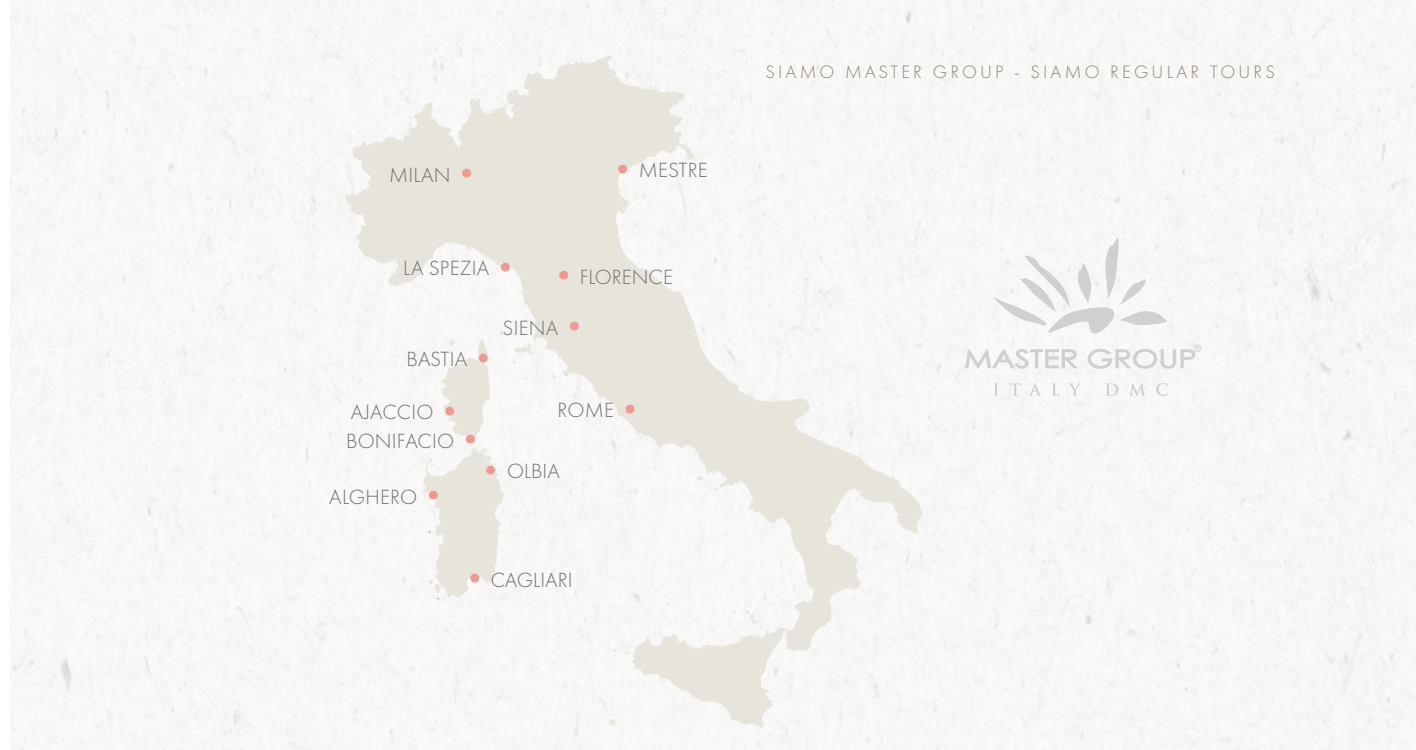 SIAMO MASTER GROUP - SIAMO REGULAR TOURS
MILAN
MESTRE
LA SPEZIA
FLORENCE
SIENA
BASTIA
AJACCIO
ROME
BONIFACIO
OLBIA
ALGHERO
CAGLIARI
MASTER GROUP®
ITALY DMC